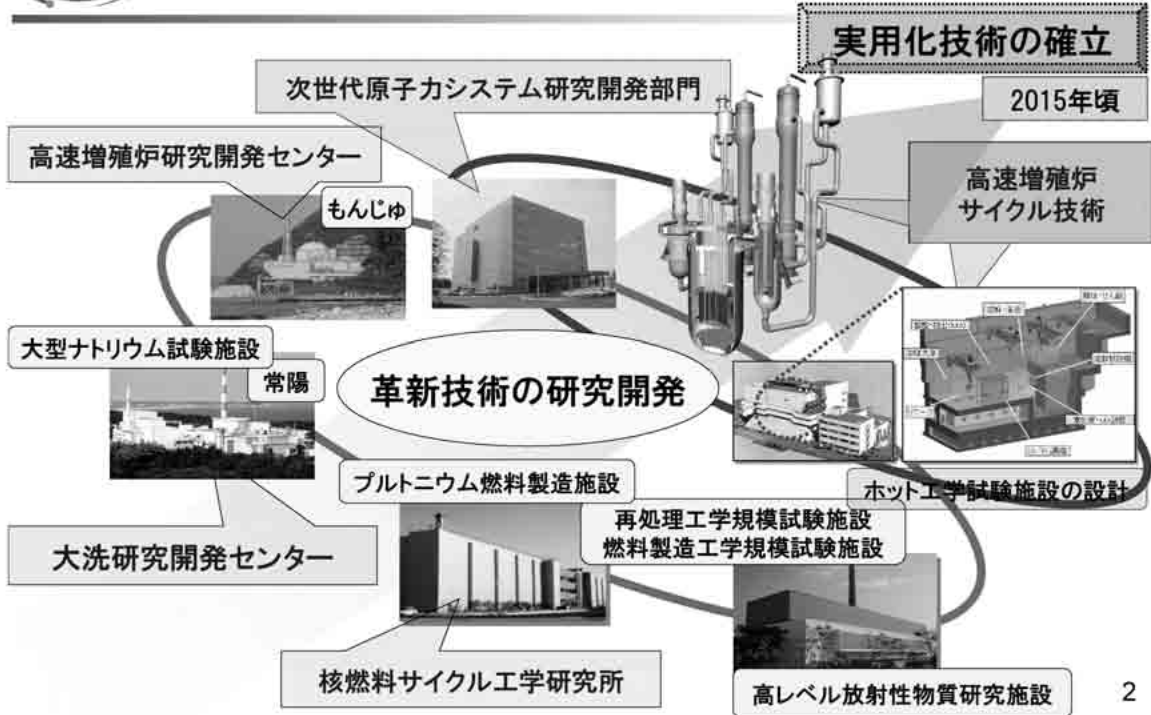 実用化技術の確立
2015年頃
次世代原子力システム研究開発部門
高速増殖炉研究開発センター
もんじゅ
高速増殖炉
サイクル技術
大型ナトリウム試験施設
常陽
革新技術の研究開発
プルトニウム燃料製造施設
ホット工学試験施設の設計
再処理工学規模試験施設
燃料製造工学規模試験施設
大洗研究開発センター
核燃料サイクル工学研究所
高レベル放射性物質研究施設
2